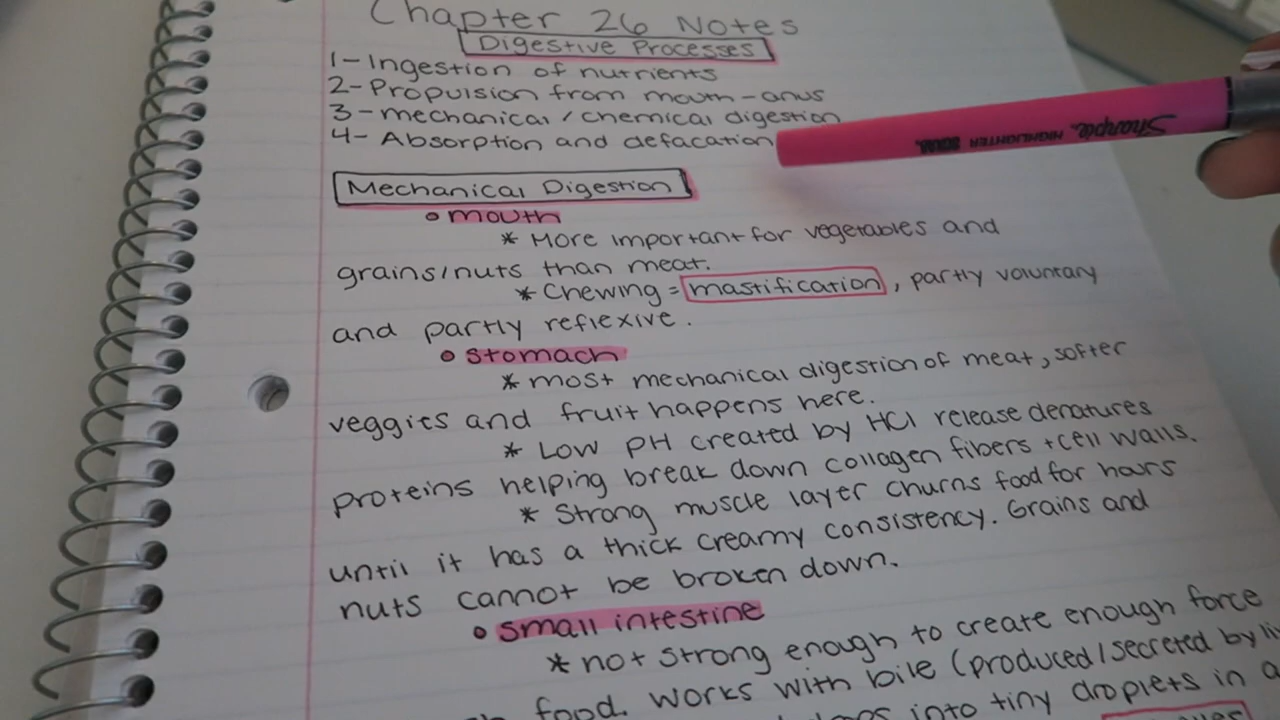 Chapter 26 Notes
Digestive Processes
1- Ingestion of nutrients
2- Propulsion from mouth-anus
3- mechanical/chemical digestion
4- Absorption and defacation
Mechanical Digestion
• mouth
* More important for vegetables and
grains/nuts than meat.
* Chewing = mastification, partly voluntary
and partly reflexive.
• stomach
* most mechanical digestion of meat, softer
veggies and fruit happens here.
* Low PH created by HCl release denatures
proteins helping break down collagen fibers + cell walls.
* Strong muscle layer churns food for hours
until it has a thick creamy consistency. Grains and
nuts cannot be broken down.
• small intestine
* not strong enough to create enough force
food. works with bile (produced/secreted by
into tiny droplets in a
Sharpie. HIGHLIGHTER